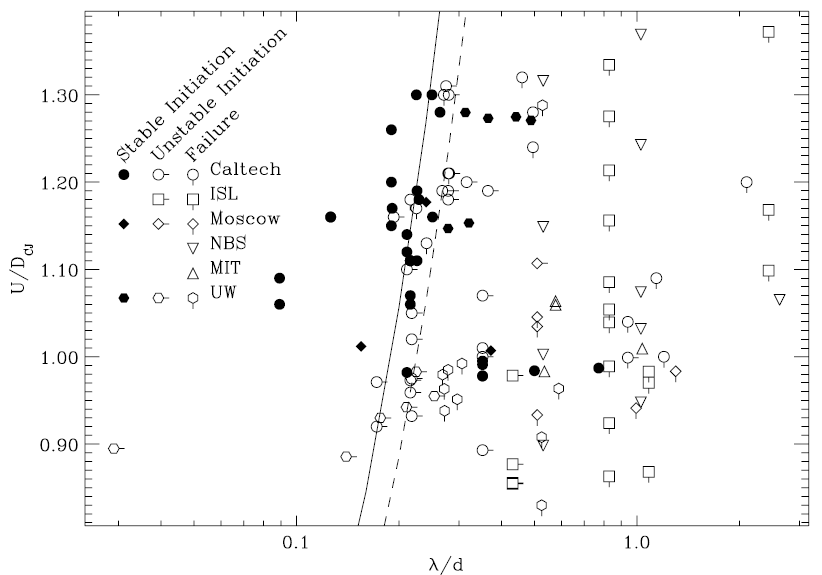 Stable Initiation
Unstable Initiation
Failure
Caltech
ISL
Moscow
NBS
MIT
UW
1.30
1.20
1.10
1.00
0.90
U/D_CJ
0.1
1.0
λ/d